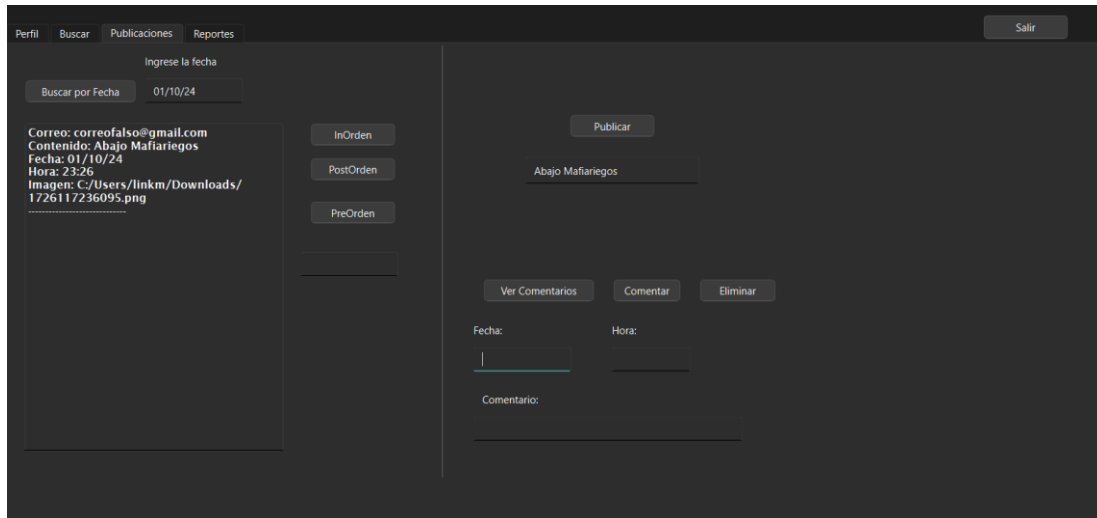 Salir
Perfil Buscar Publicaciones Reportes
Ingrese la fecha
Buscar por Fecha 01/10/24
Correo: correofalso@gmail.com
Contenido: Abajo Mafiariegos
Fecha: 01/10/24
Hora: 23:26
Imagen: C:/Users/linkm/Downloads/
1726117236095.png
------------------------------
InOrden
PostOrden
PreOrden
Publicar
Abajo Mafiariegos
Ver Comentarios Comentar Eliminar
Fecha: Hora:
Comentario: